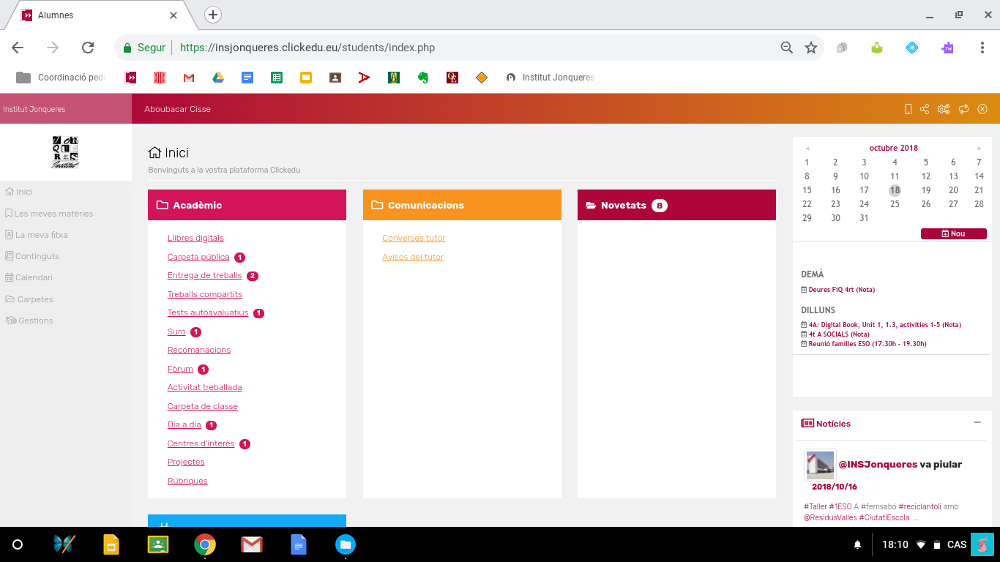 Alumnes
Segur
https://insjonqueres.clickedu.eu/students/index.php
Coordinació ped
Institut Jonqueres
Institut Jonqueres
Aboubacar Cisse
Inici
Les meves matèries
La meva fitxa
Continguts
Calendari
Carpetes
Gestions
Inici
Benvinguts a la vostra plataforma Clickedu
Acadèmic
Llibres digitals
Carpeta pública 1
Entrega de treballs 2
Treballs compartits
Tests autoavaluatius 1
Suro 1
Recomanacions
Fòrum 1
Activitat treballada
Carpeta de classe
Dia a dia 1
Centres d'interès 1
Projectes
Rúbriques
Comunicacions
Converses tutor
Avisos del tutor
Novetats 8
octubre 2018
1 2 3 4 5 6 7
8 9 10 11 12 13 14
15 16 17 18 19 20 21
22 23 24 25 26 27 28
29 30 31
Nou
DEMÀ
Deures FiQ 4rt (Nota)
DILLUNS
4A: Digital Book, Unit 1, 1.3, activities 1-5 (Nota)
4t A SOCIALS (Nota)
Reunió famílies ESO (17.30h - 19.30h)
Notícies
@INSJonqueres va piular
2018/10/16
#Taller #1ESO A #femsabó #reciclantoli amb
@ResidusValles #CiutatiEscola ...
18:10 CAS